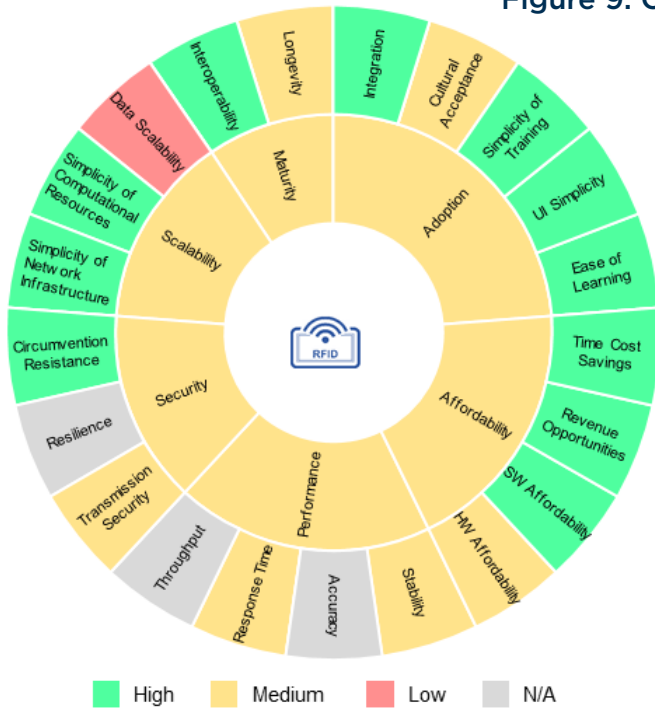 Figure 9: C
Integration
Cultural
Acceptance
Simplicity of
Training
UI Simplicity
Ease of
Learning
Time Cost
Savings
Revenue
Opportunities
SW Affordability
HW Affordability
Stability
Accuracy
Response Time
Throughput
Transmission
Security
Resilience
Circumvention
Resistance
Simplicity of
Network
Infrastructure
Simplicity of
Computational
Resources
Data Scalability
Interoperability
Longevity
Adoption
Affordability
Performance
Security
Scalability
Maturity
RFID
High
Medium
Low
N/A